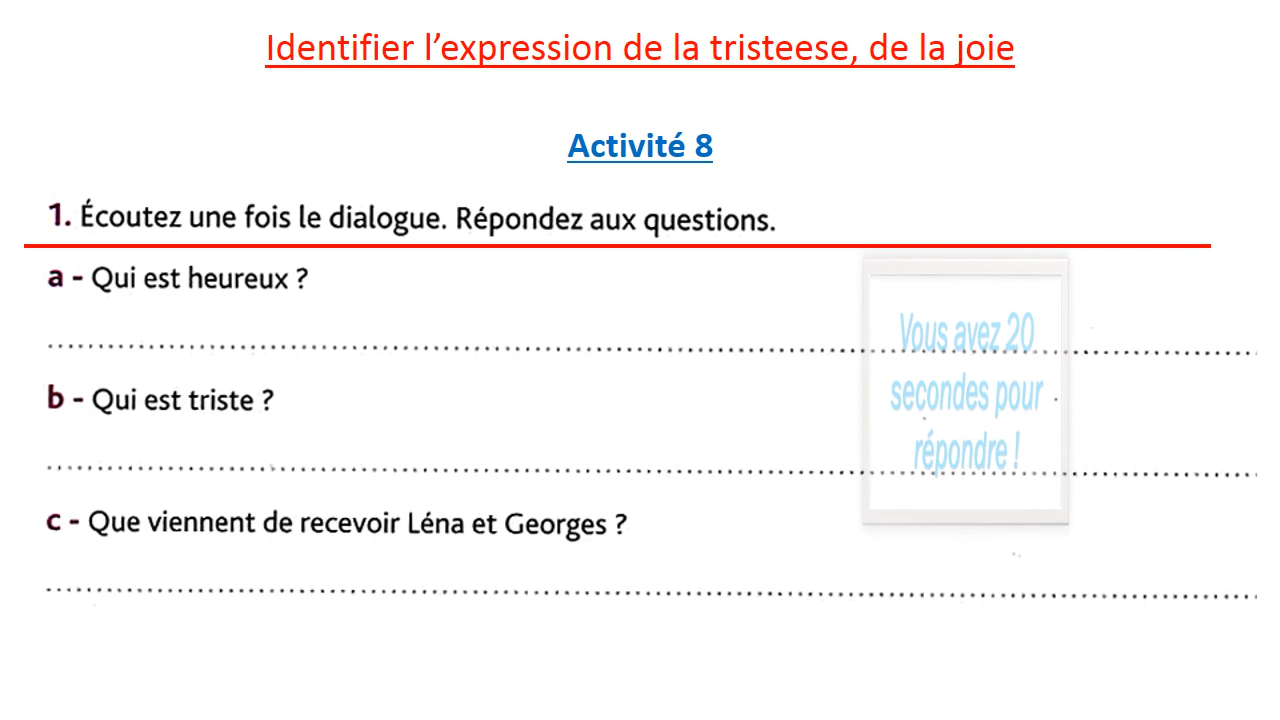 Identifier l’expression de la tristeese, de la joie
Activité 8
1. Écoutez une fois le dialogue. Répondez aux questions.
a - Qui est heureux ?
Vous avez 20
secondes pour
répondre !
b - Qui est triste ?
c - Que viennent de recevoir Léna et Georges ?